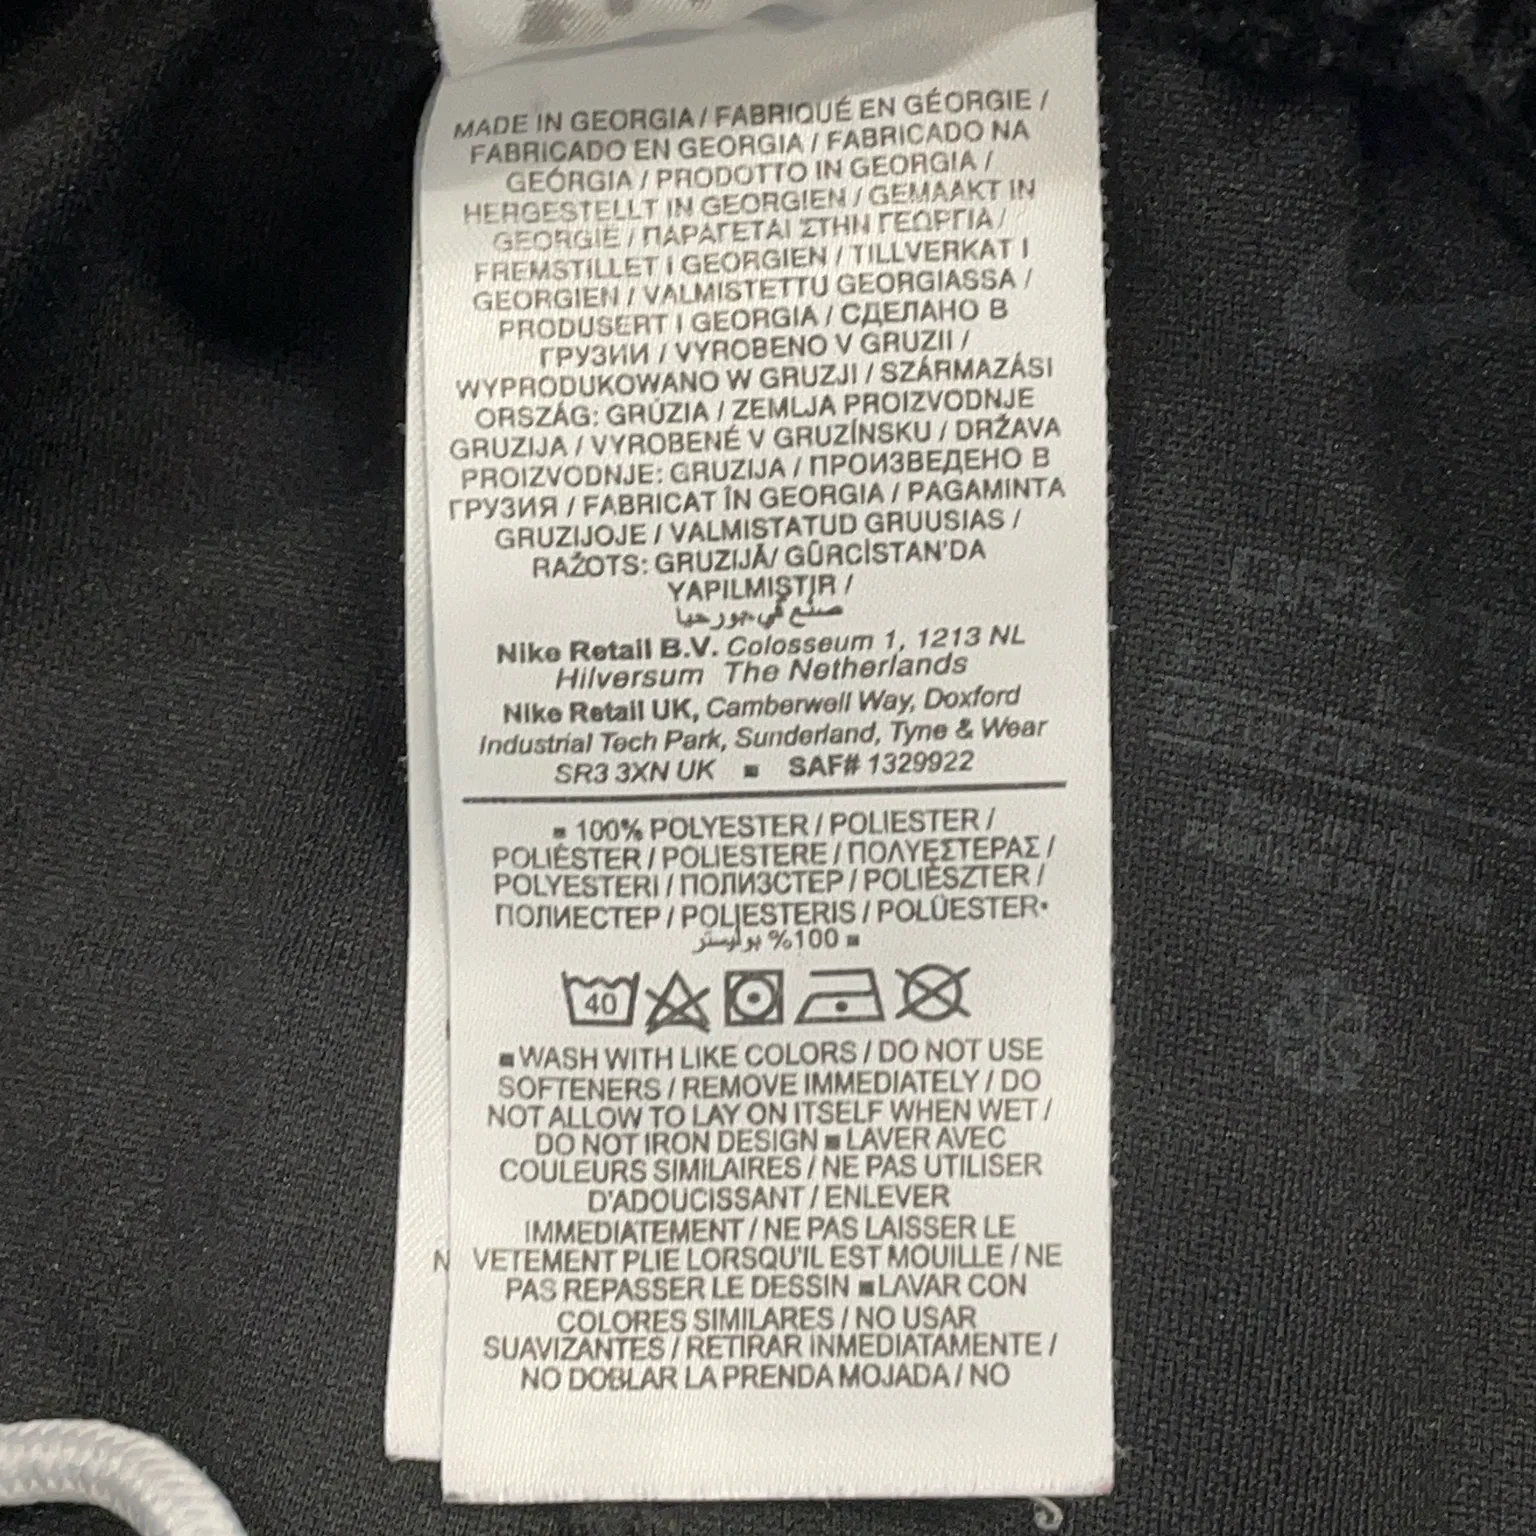 MADE IN GEORGIA / FABRIQUÉ EN GÉORGIE /
FABRICADO EN GEORGIA / FABRICADO NA
GEÓRGIA / PRODOTTO IN GEORGIA /
HERGESTELLT IN GEORGIEN / GEMAAKT IN
GEORGIE / ΠΑΡΑΓΕΤΑΙ ΣΤΗΝ ΓΕΩΡΓΙΑ /
FREMSTILLET I GEORGIEN / TILLVERKAT I
GEORGIEN / VALMISTETTU GEORGIASSA /
PRODUSERT I GEORGIA / СДЕЛАНО В
ГРУЗИИ / VYROBENO V GRUZII /
WYPRODUKOWANO W GRUZJI / SZÁRMAZÁSI
ORSZÁG: GRÚZIA / ZEMLJA PROIZVODNJE
GRUZIJA / VYROBENÉ V GRUZÍNSKU / DRŽAVA
PROIZVODNJE: GRUZIJA / ПРОИЗВЕДЕНО В
ГРУЗИЯ / FABRICAT ÎN GEORGIA / PAGAMINTA
GRUZIJOJE / VALMISTATUD GRUUSIAS /
RAŽOTS: GRUZIJĀ/ GÜRCİSTAN'DA
YAPILMIŞTIR /
صنع في جورجيا
Nike Retail B.V. Colosseum 1, 1213 NL
Hilversum The Netherlands
Nike Retail UK, Camberwell Way, Doxford
Industrial Tech Park, Sunderland, Tyne & Wear
SR3 3XN UK ■ SAF# 1329922
■ 100% POLYESTER / POLIESTER /
POLIÉSTER / POLIESTERE / ΠΟΛΥΕΣΤΕΡΑΣ /
POLYESTERI / ПОЛИЗСТЕР / POLIÉSZTER /
ПОЛИЕСТЕР / POLIESTERIS / POLÜESTER•
■ 100% بوليستر
40
■ WASH WITH LIKE COLORS / DO NOT USE
SOFTENERS / REMOVE IMMEDIATELY / DO
NOT ALLOW TO LAY ON ITSELF WHEN WET /
DO NOT IRON DESIGN ■ LAVER AVEC
COULEURS SIMILAIRES / NE PAS UTILISER
D'ADOUCISSANT / ENLEVER
IMMEDIATEMENT / NE PAS LAISSER LE
VETEMENT PLIE LORSQU'IL EST MOUILLE / NE
PAS REPASSER LE DESSIN ■ LAVAR CON
COLORES SIMILARES / NO USAR
SUAVIZANTES / RETIRAR INMEDIATAMENTE /
NO DOBLAR LA PRENDA MOJADA / NO